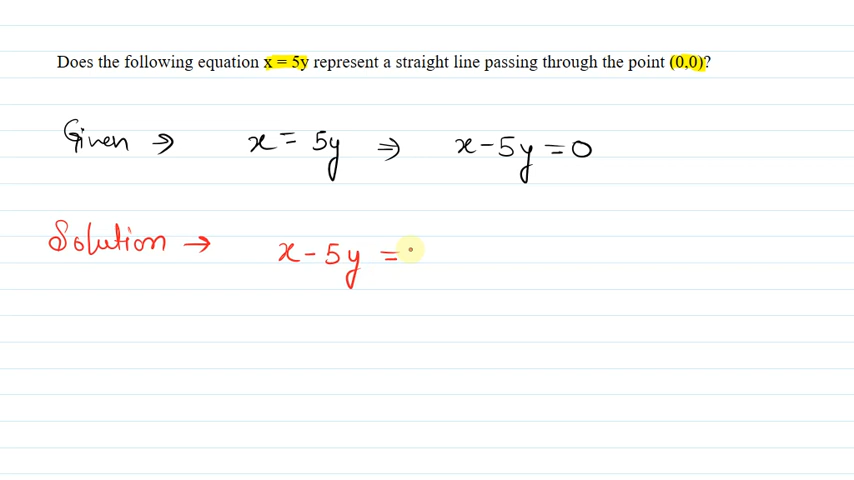 Does the following equation x = 5y represent a straight line passing through the point (0,0)?
Given → x = 5y ⇒ x - 5y = 0
Solution → x - 5y =